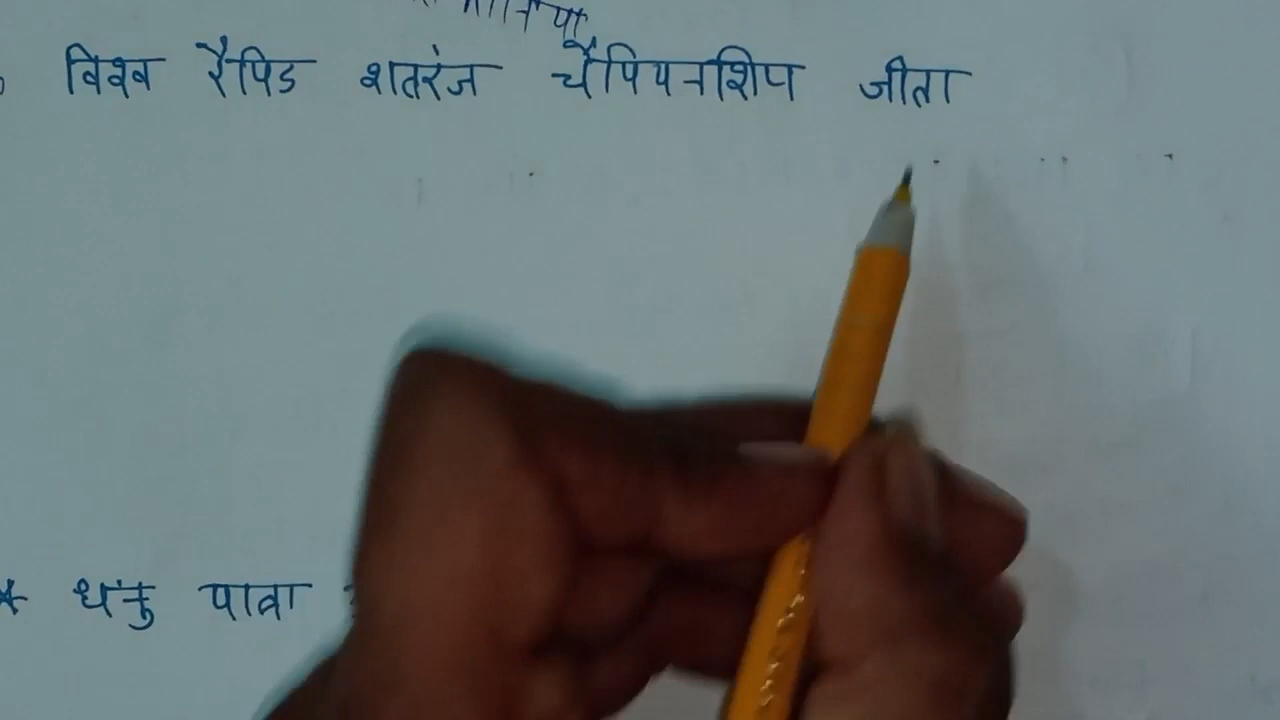 विश्व रैपिड शतरंज चैंपियनशिप जीता
* धनु यात्रा